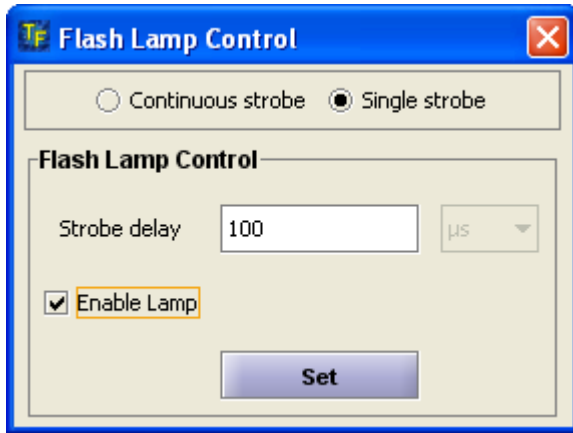 TF Flash Lamp Control
Continuous strobe Single strobe
Flash Lamp Control
Strobe delay 100 µs
Enable Lamp
Set